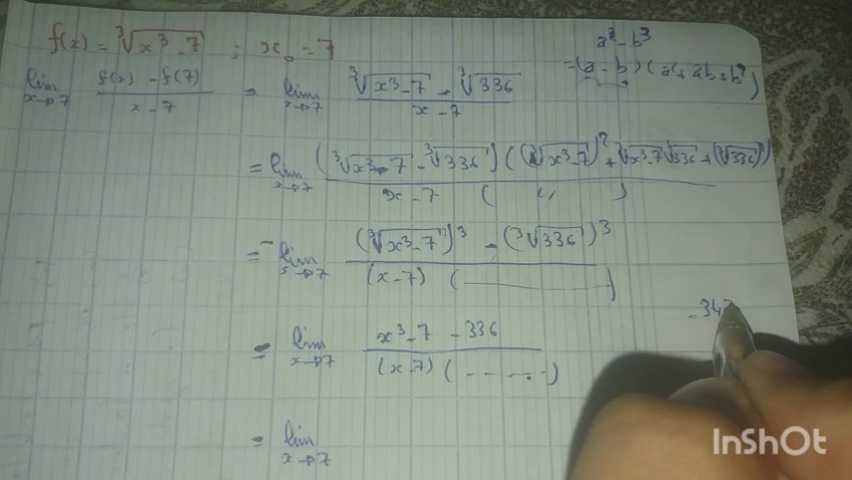 f(x) = ∛(x³ - 7) ; x₀ = 7
a³ - b³
= (a - b) (a² + ab + b²)
lim x→7 (f(x) - f(7)) / (x - 7) = lim x→7 (∛(x³ - 7) - ∛336) / (x - 7)
= lim x→7 (∛(x³ - 7) - ∛336) ((∛(x³ - 7))² + ∛(x³ - 7) ∛336 + (∛336)²) / x - 7 ( ,, )
= lim x→7 ((∛(x³ - 7))³ - (∛336)³) / (x - 7) ( ——— )
= lim x→7 (x³ - 7 - 336) / (x - 7) ( - - - - )
- 343
= lim x→7
InShOt